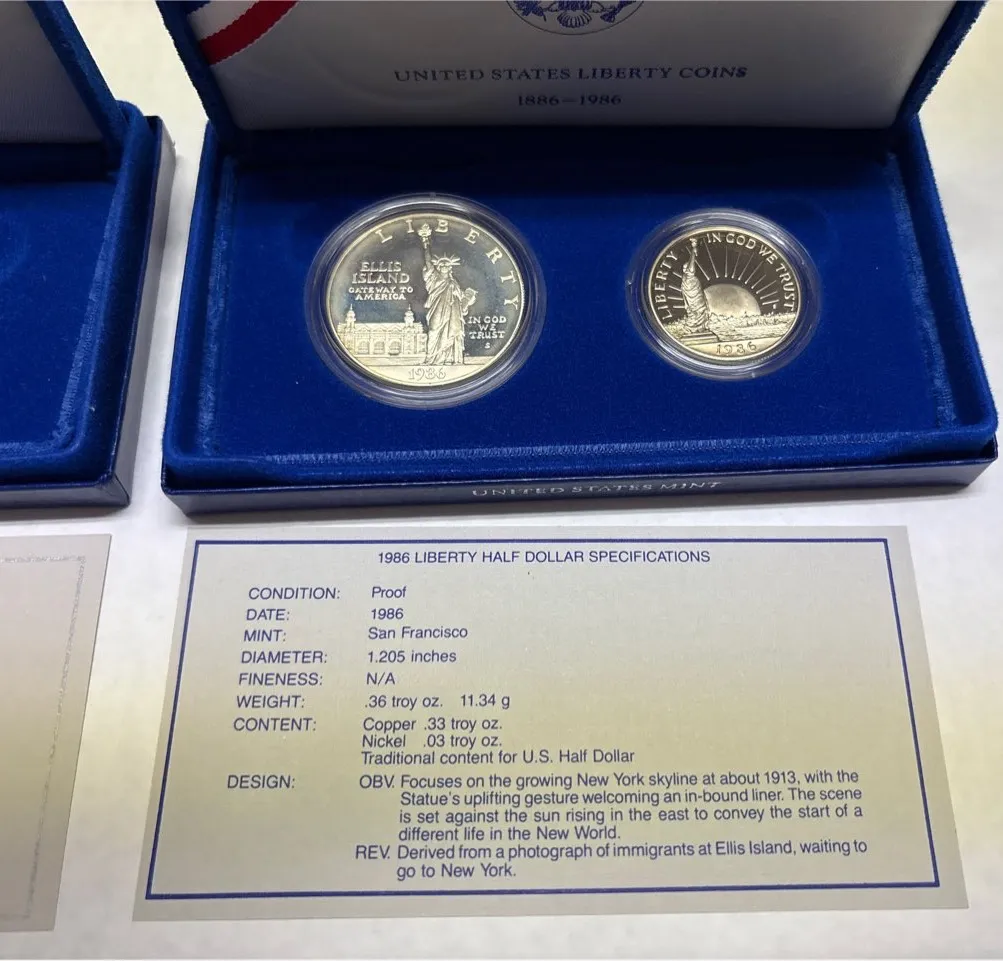 UNITED STATES LIBERTY COINS
1886–1986
LIBERTY
ELLIS
ISLAND
GATEWAY TO
AMERICA
IN GOD
WE
TRUST
S
1986
LIBERTY
IN GOD WE TRUST
1986
UNITED STATES MINT
1986 LIBERTY HALF DOLLAR SPECIFICATIONS
CONDITION: Proof
DATE: 1986
MINT: San Francisco
DIAMETER: 1.205 inches
FINENESS: N/A
WEIGHT: .36 troy oz. 11.34 g
CONTENT: Copper .33 troy oz.
Nickel .03 troy oz.
Traditional content for U.S. Half Dollar
DESIGN: OBV. Focuses on the growing New York skyline at about 1913, with the
Statue's uplifting gesture welcoming an in-bound liner. The scene
is set against the sun rising in the east to convey the start of a
different life in the New World.
REV. Derived from a photograph of immigrants at Ellis Island, waiting to
go to New York.